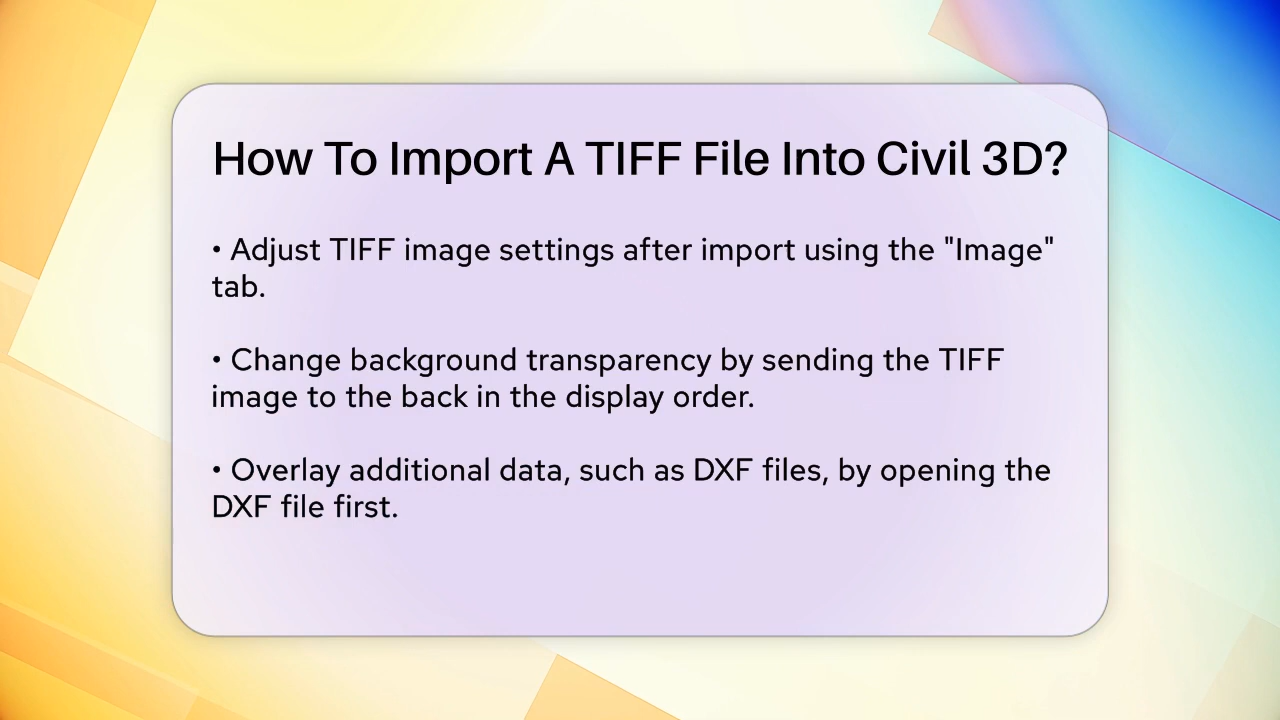 How To Import A TIFF File Into Civil 3D?
• Adjust TIFF image settings after import using the "Image"
tab.
• Change background transparency by sending the TIFF
image to the back in the display order.
• Overlay additional data, such as DXF files, by opening the
DXF file first.